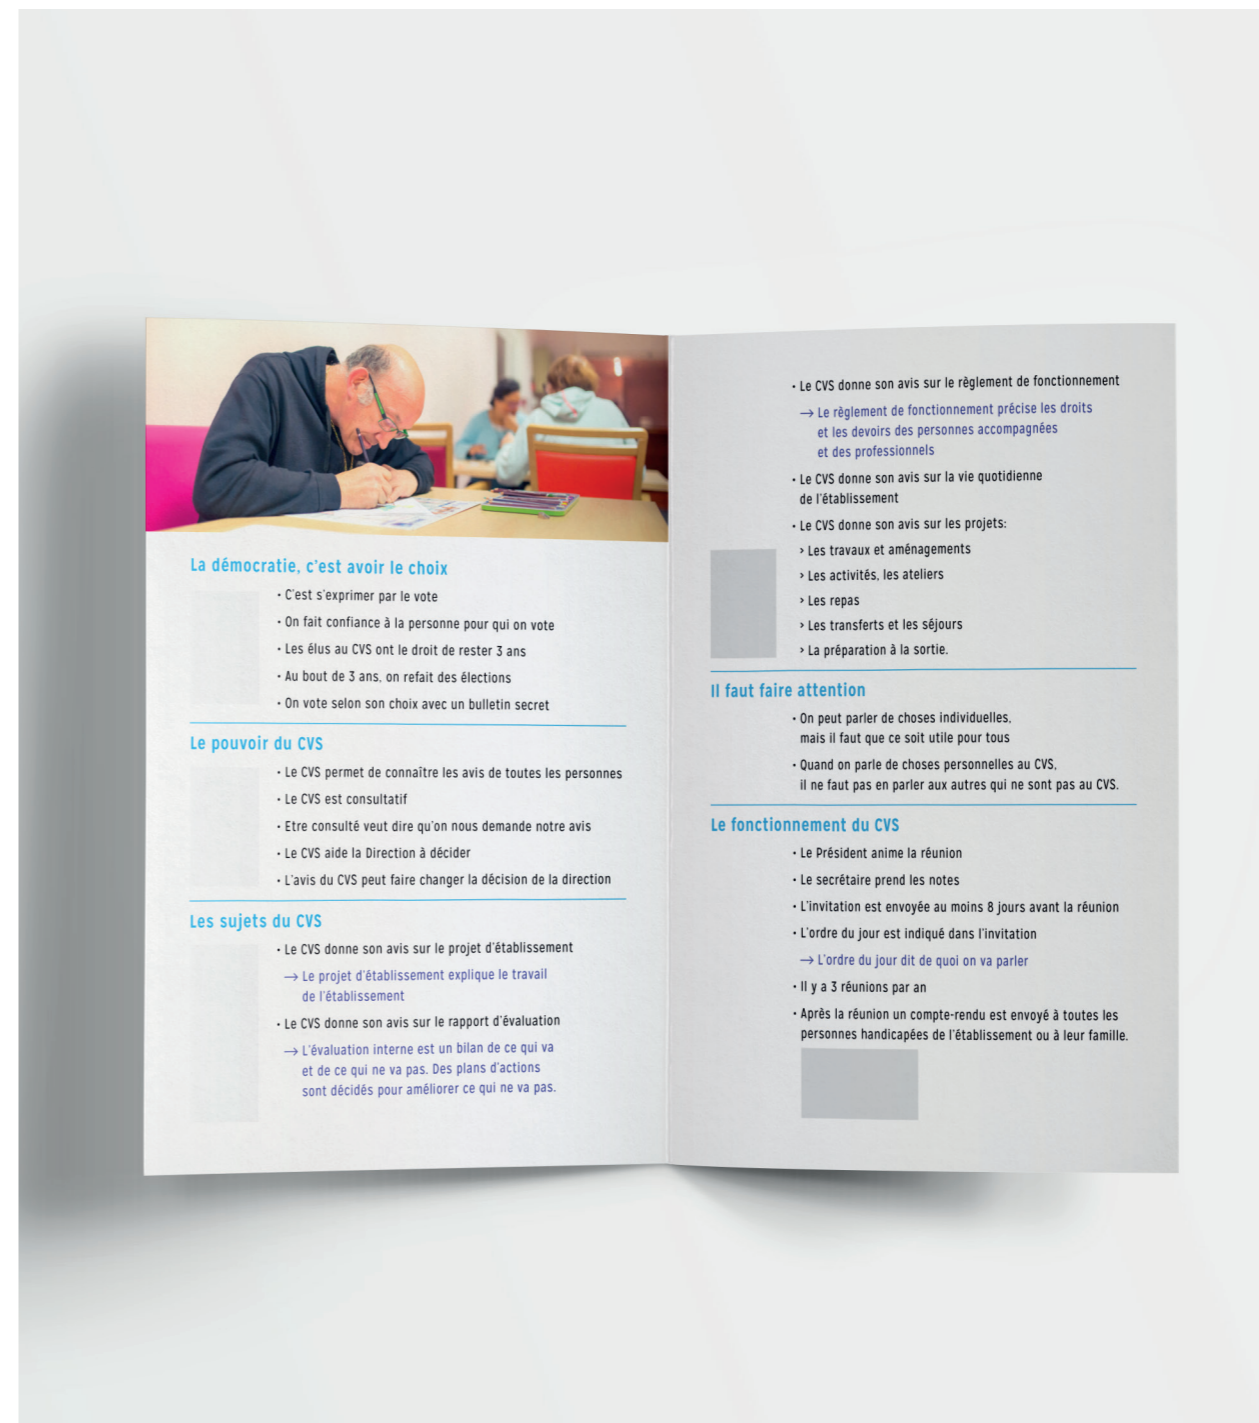 La démocratie, c'est avoir le choix
• C'est s'exprimer par le vote
• On fait confiance à la personne pour qui on vote
• Les élus au CVS ont le droit de rester 3 ans
• Au bout de 3 ans, on refait des élections
• On vote selon son choix avec un bulletin secret
Le pouvoir du CVS
• Le CVS permet de connaître les avis de toutes les personnes
• Le CVS est consultatif
• Etre consulté veut dire qu'on nous demande notre avis
• Le CVS aide la Direction à décider
• L'avis du CVS peut faire changer la décision de la direction
Les sujets du CVS
• Le CVS donne son avis sur le projet d'établissement
→ Le projet d'établissement explique le travail
de l'établissement
• Le CVS donne son avis sur le rapport d'évaluation
→ L'évaluation interne est un bilan de ce qui va
et de ce qui ne va pas. Des plans d'actions
sont décidés pour améliorer ce qui ne va pas.
• Le CVS donne son avis sur le règlement de fonctionnement
→ Le règlement de fonctionnement précise les droits
et les devoirs des personnes accompagnées
et des professionnels
• Le CVS donne son avis sur la vie quotidienne
de l'établissement
• Le CVS donne son avis sur les projets:
> Les travaux et aménagements
> Les activités, les ateliers
> Les repas
> Les transferts et les séjours
> La préparation à la sortie.
Il faut faire attention
• On peut parler de choses individuelles,
mais il faut que ce soit utile pour tous
• Quand on parle de choses personnelles au CVS,
il ne faut pas en parler aux autres qui ne sont pas au CVS.
Le fonctionnement du CVS
• Le Président anime la réunion
• Le secrétaire prend les notes
• L'invitation est envoyée au moins 8 jours avant la réunion
• L'ordre du jour est indiqué dans l'invitation
→ L'ordre du jour dit de quoi on va parler
• Il y a 3 réunions par an
• Après la réunion un compte-rendu est envoyé à toutes les
personnes handicapées de l'établissement ou à leur famille.